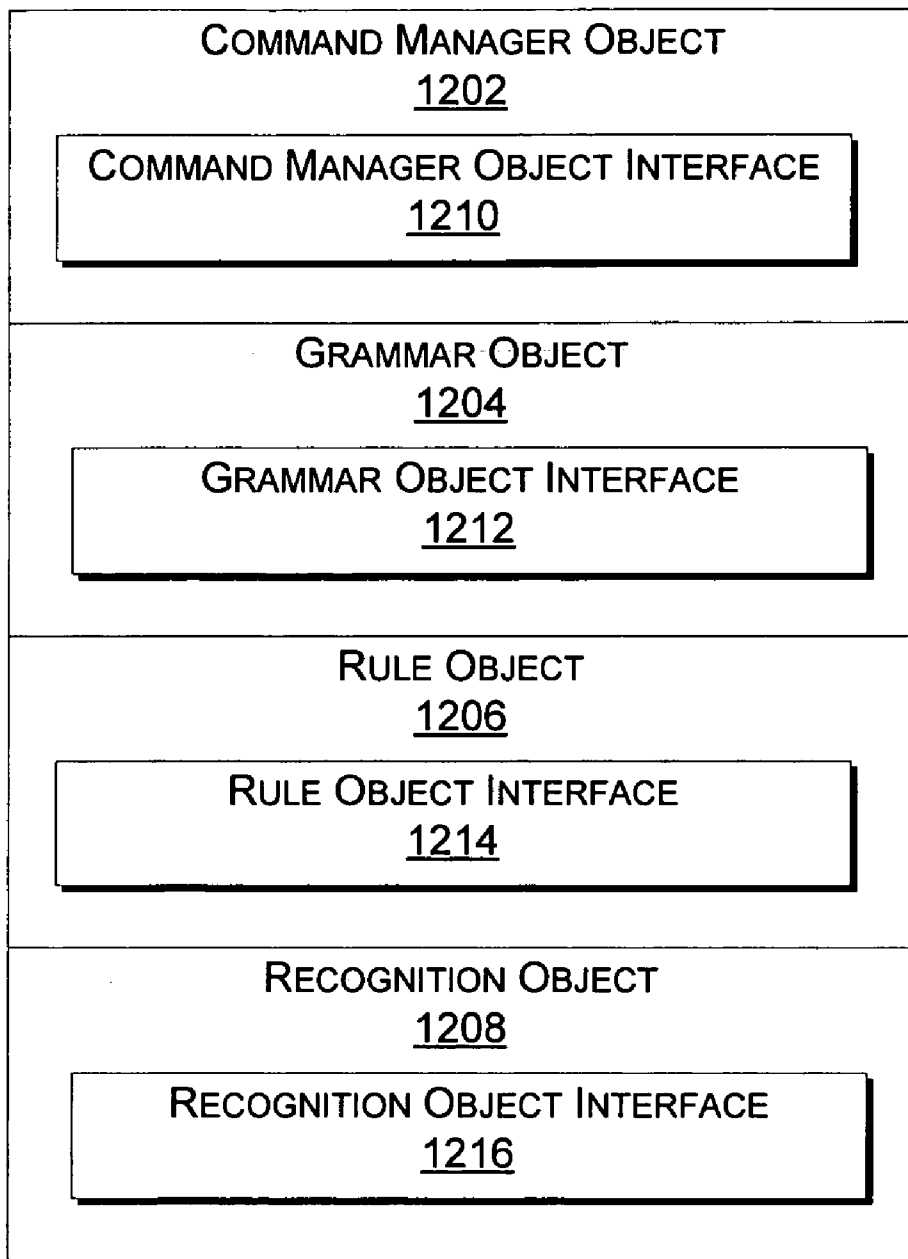 COMMAND MANAGER OBJECT
1202
COMMAND MANAGER OBJECT INTERFACE
1210
GRAMMAR OBJECT
1204
GRAMMAR OBJECT INTERFACE
1212
RULE OBJECT
1206
RULE OBJECT INTERFACE
1214
RECOGNITION OBJECT
1208
RECOGNITION OBJECT INTERFACE
1216